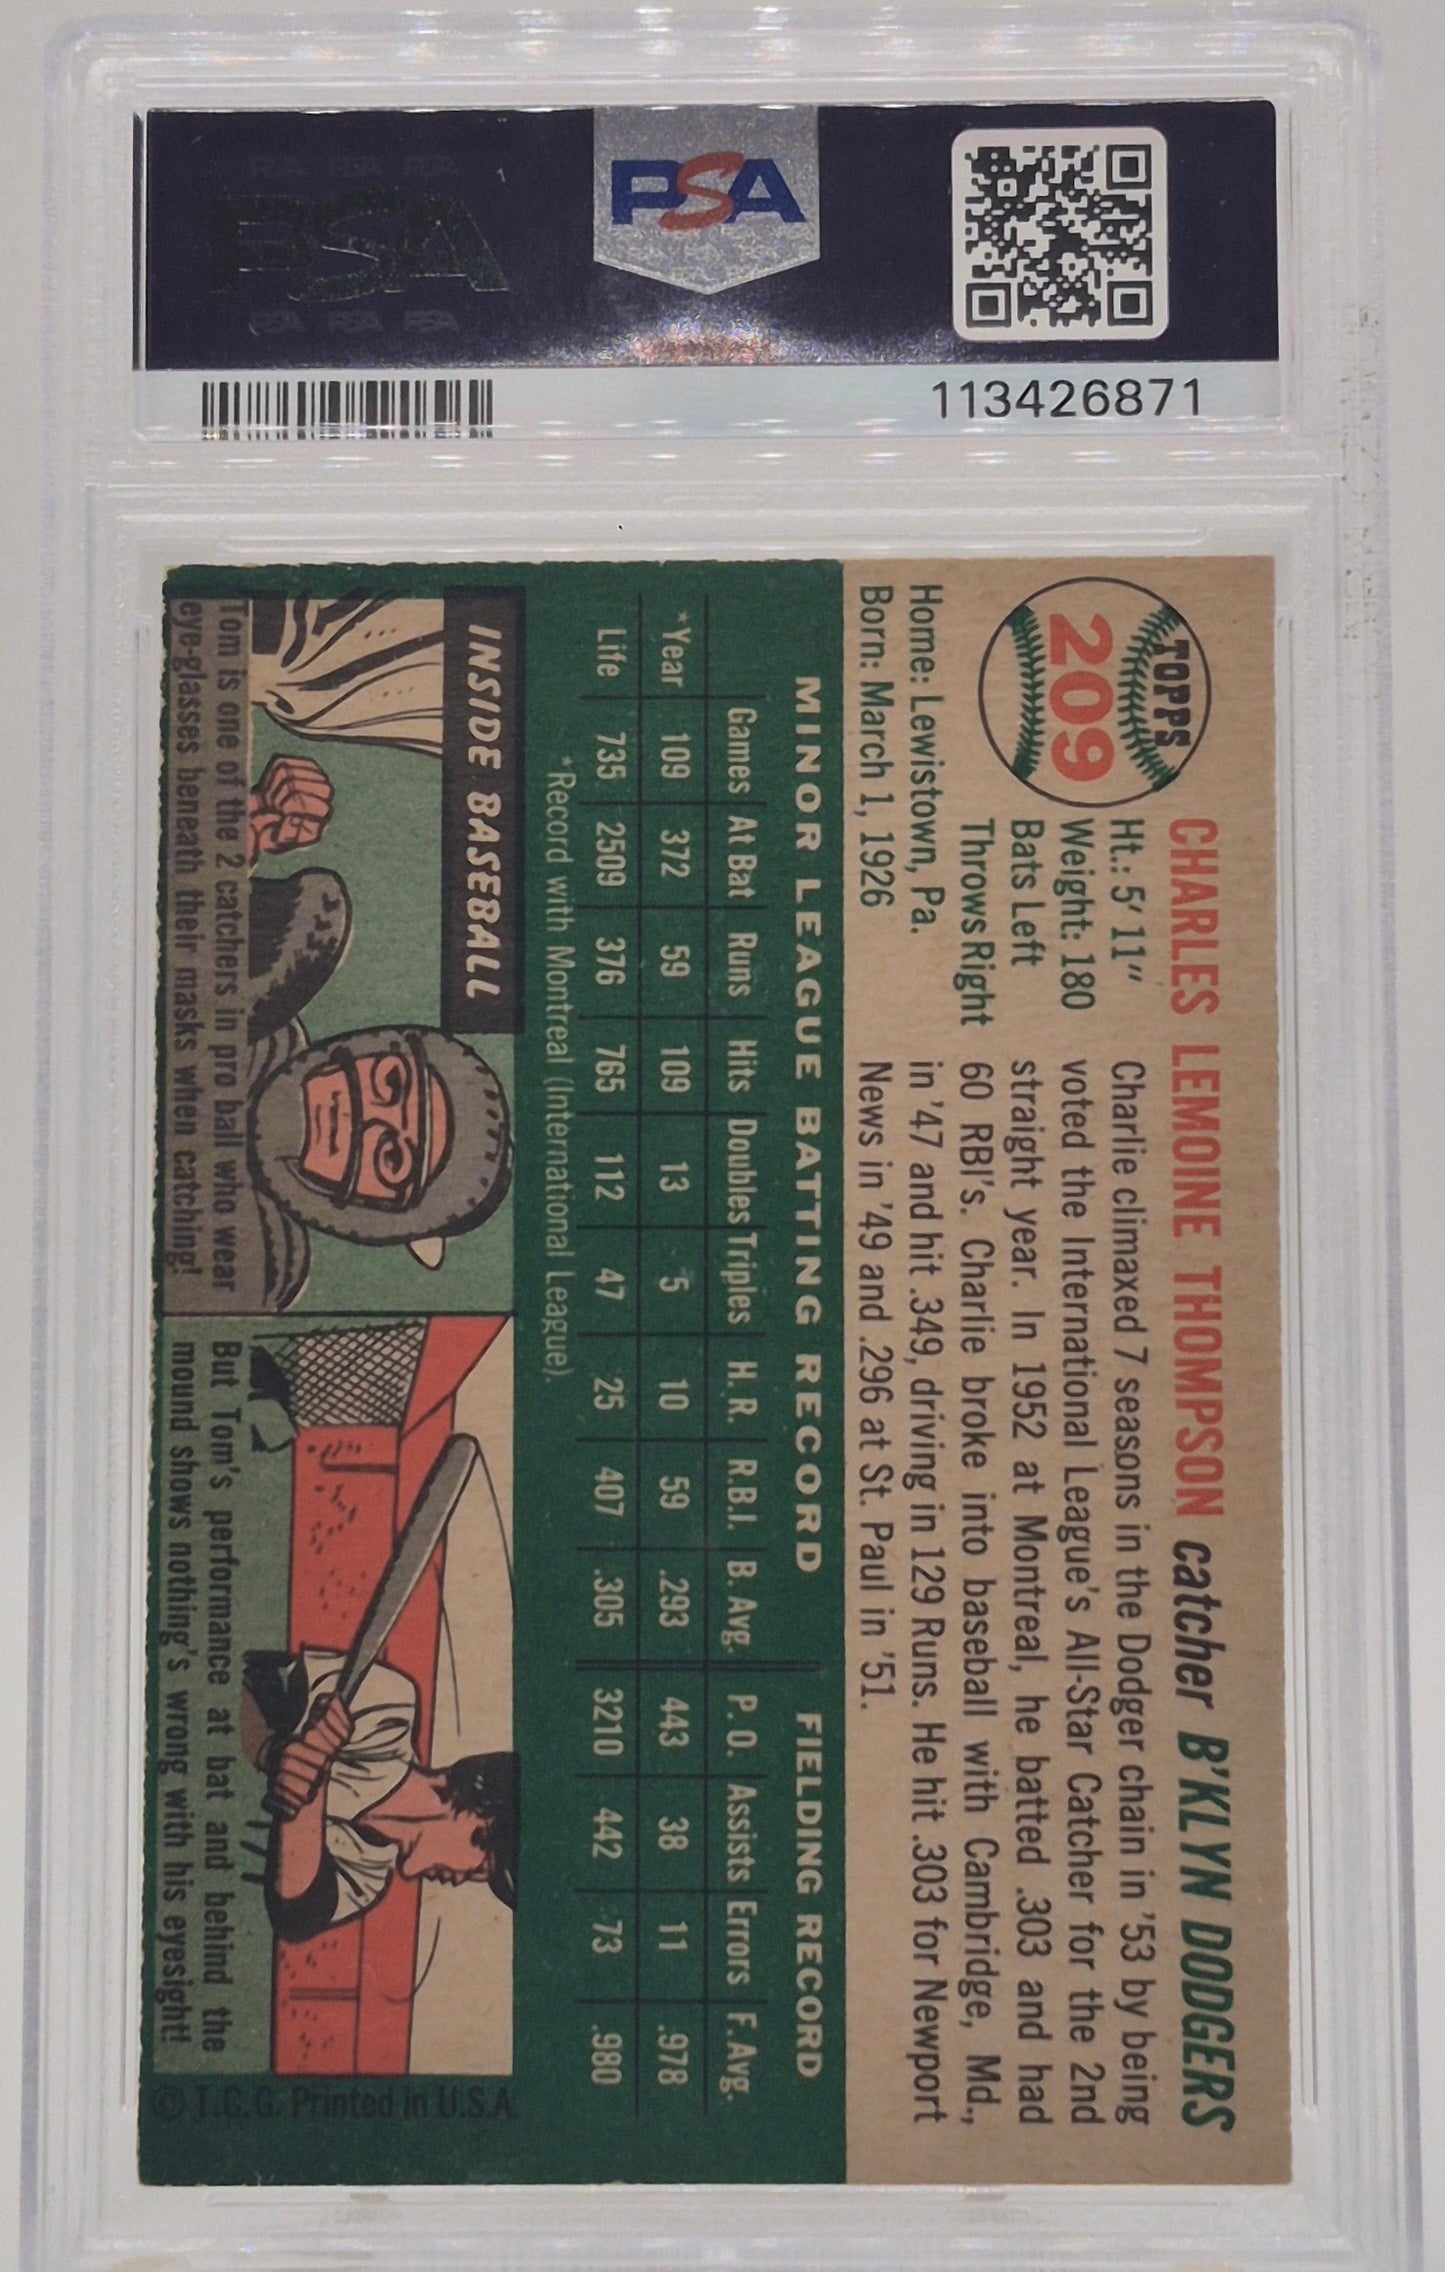 PSA
PSA
PSA PSA PSA
113426871
TOPPS
209
CHARLES LEMOINE THOMPSON catcher B'KLYN DODGERS
Ht.: 5' 11"
Weight: 180
Bats Left
Throws Right
Home: Lewistown, Pa.
Born: March 1, 1926
Charlie climaxed 7 seasons in the Dodger chain in '53 by being
voted the International League's All-Star Catcher for the 2nd
straight year. In 1952 at Montreal, he batted .303 and had
60 RBI's. Charlie broke into baseball with Cambridge, Md.,
in '47 and hit .349, driving in 129 Runs. He hit .303 for Newport
News in '49 and .296 at St. Paul in '51.
MINOR LEAGUE BATTING RECORD FIELDING RECORD
Games At Bat Runs Hits Doubles Triples H. R. R.B.I. B. Avg. P. O. Assists Errors F. Avg.
*Year 109 372 59 109 13 5 10 59 .293 443 38 11 .978
Life 735 2509 376 765 112 47 25 407 .305 3210 442 73 .980
*Record with Montreal (International League).
INSIDE BASEBALL
Tom is one of the 2 catchers in pro ball who wear
eye-glasses beneath their masks when catching!
But Tom's performance at bat and behind the
mound shows nothing's wrong with his eyesight!
© T.C.G. Printed in U.S.A.